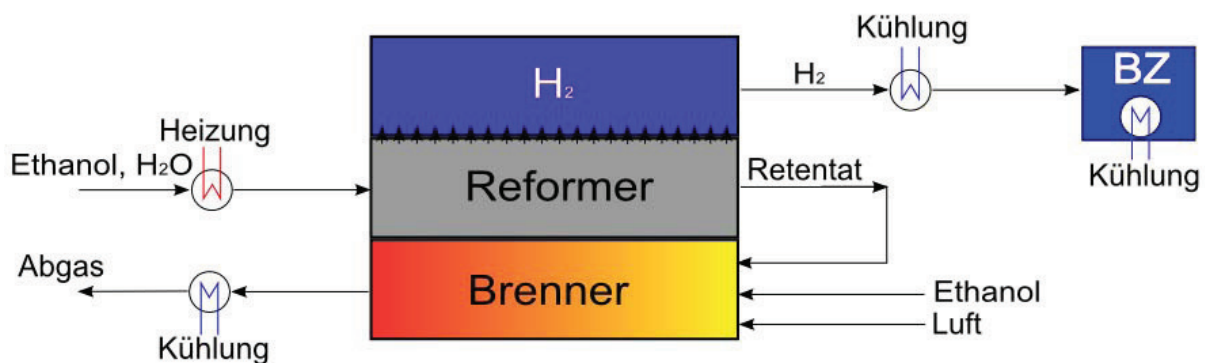 Kühlung
H₂
H₂
BZ
Heizung
Ethanol, H₂O
Reformer
Retentat
Kühlung
Abgas
Brenner
Ethanol
Luft
Kühlung